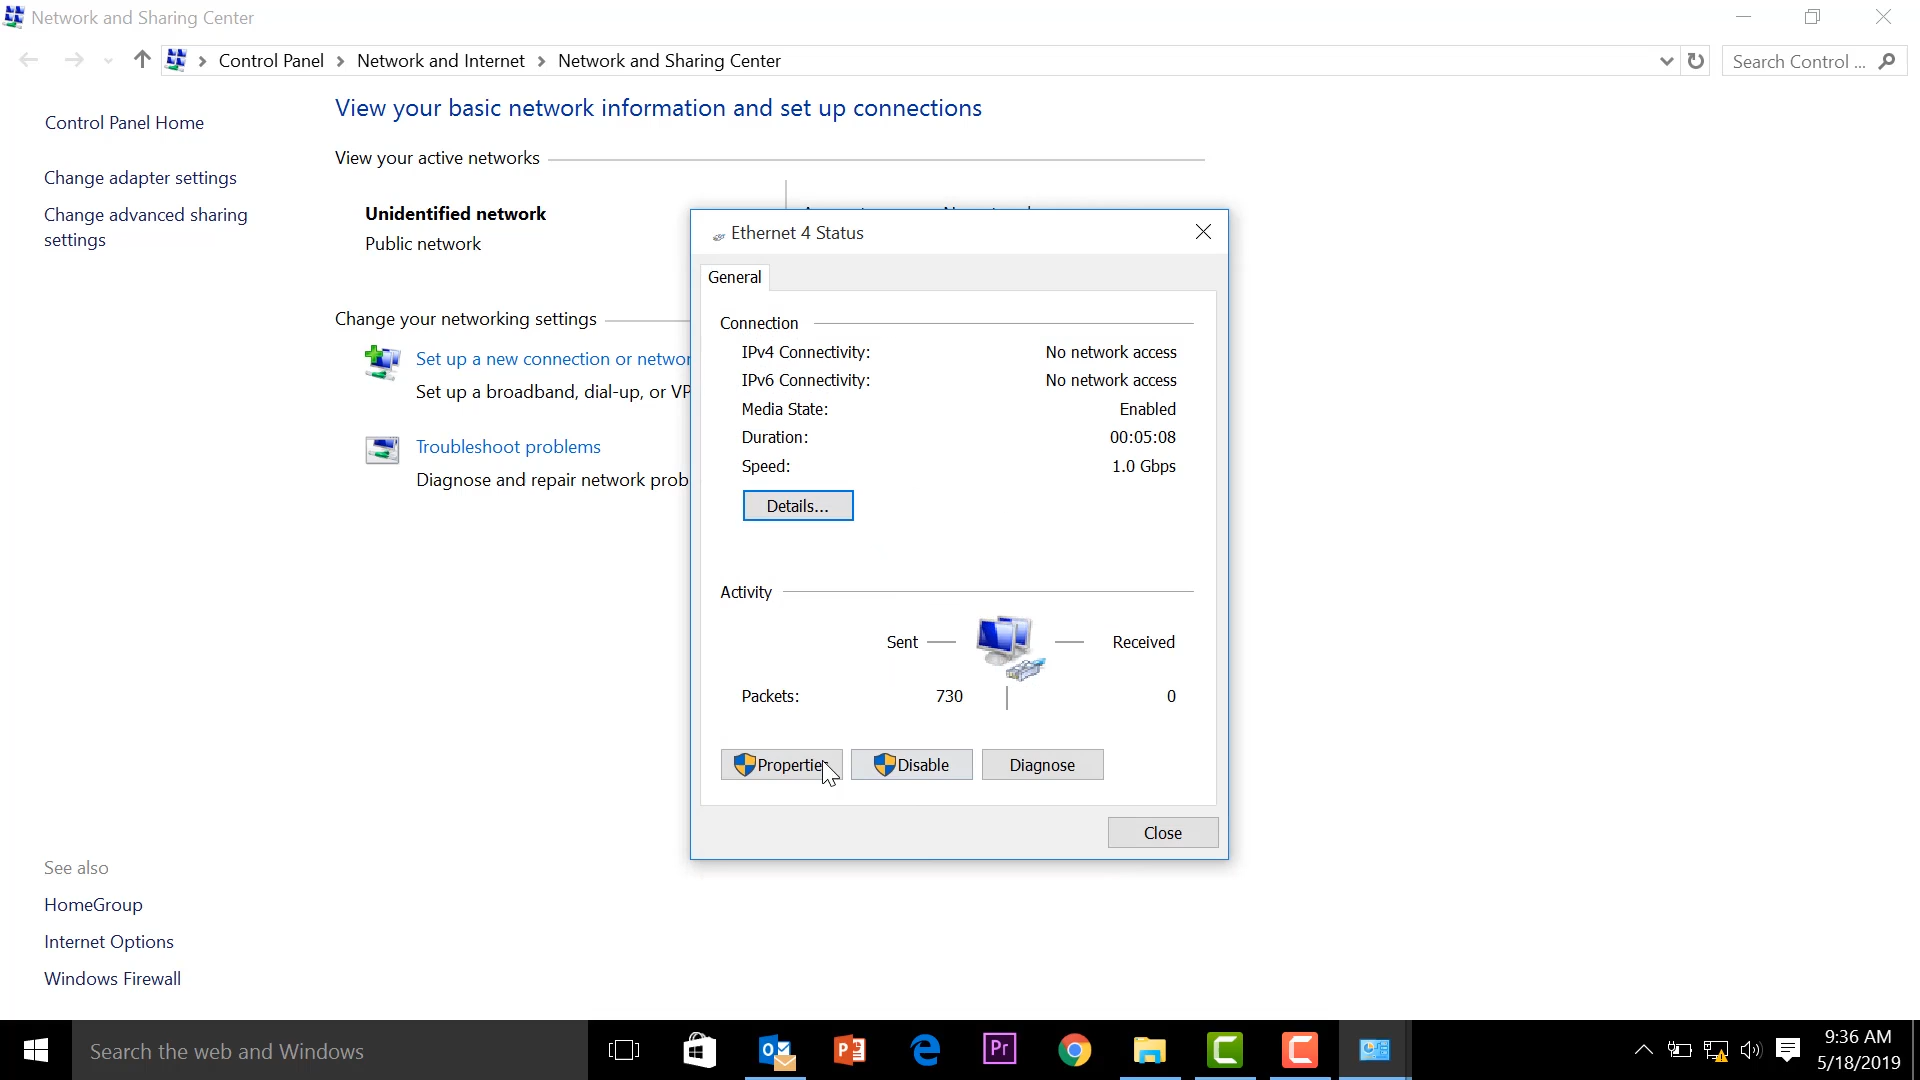 Network and Sharing Center
Control Panel > Network and Internet > Network and Sharing Center
Search Control ...
Control Panel Home
Change adapter settings
Change advanced sharing
settings
View your basic network information and set up connections
View your active networks
Unidentified network
Public network
Change your networking settings
Set up a new connection or networ
Set up a broadband, dial-up, or VP
Troubleshoot problems
Diagnose and repair network prob
Ethernet 4 Status
General
Connection
IPv4 Connectivity: No network access
IPv6 Connectivity: No network access
Media State: Enabled
Duration: 00:05:08
Speed: 1.0 Gbps
Details...
Activity
Sent Received
Packets: 730 0
Properties Disable Diagnose
Close
See also
HomeGroup
Internet Options
Windows Firewall
Search the web and Windows
9:36 AM
5/18/2019